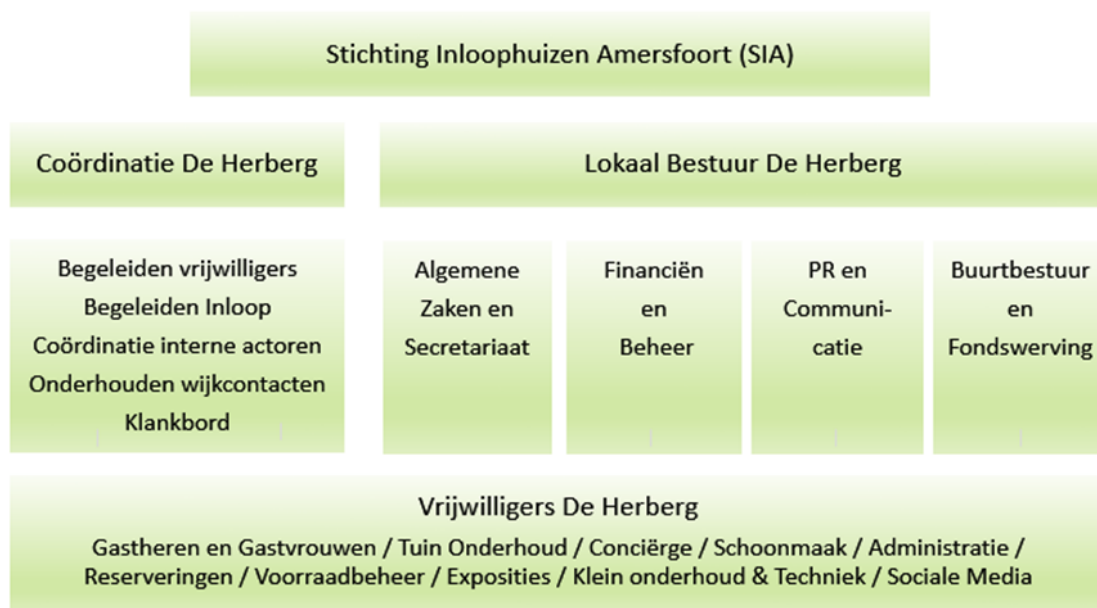 Stichting Inloophuizen Amersfoort (SIA)
Coördinatie De Herberg
Lokaal Bestuur De Herberg
Begeleiden vrijwilligers
Begeleiden Inloop
Coördinatie interne actoren
Onderhouden wijkcontacten
Klankbord
Algemene
Zaken en
Secretariaat
Financiën
en
Beheer
PR en
Communi-
catie
Buurtbestuur
en
Fondswerving
Vrijwilligers De Herberg
Gastheren en Gastvrouwen / Tuin Onderhoud / Conciërge / Schoonmaak / Administratie /
Reserveringen / Voorraadbeheer / Exposities / Klein onderhoud & Techniek / Sociale Media